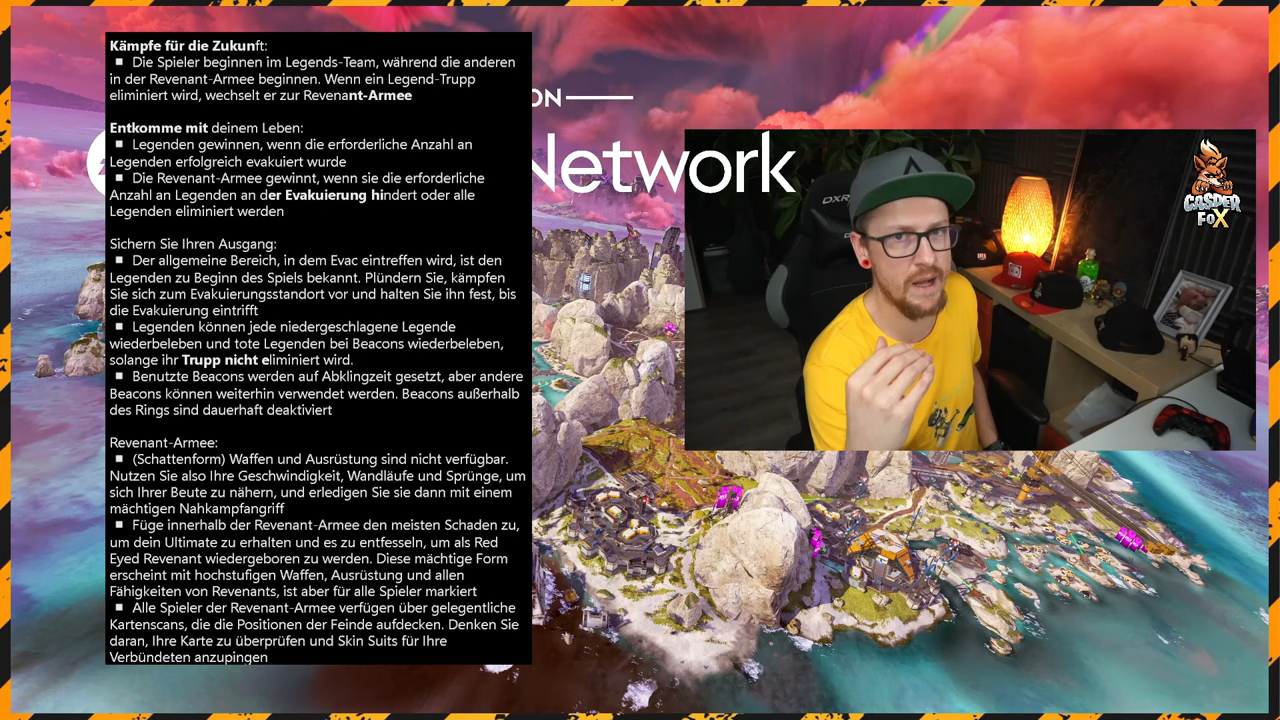 Kämpfe für die Zukunft:
▪ Die Spieler beginnen im Legends-Team, während die anderen
in der Revenant-Armee beginnen. Wenn ein Legend-Trupp
eliminiert wird, wechselt er zur Revenant-Armee
Entkomme mit deinem Leben:
▪ Legenden gewinnen, wenn die erforderliche Anzahl an
Legenden erfolgreich evakuiert wurde
▪ Die Revenant-Armee gewinnt, wenn sie die erforderliche
Anzahl an Legenden an der Evakuierung hindert oder alle
Legenden eliminiert werden
Sichern Sie Ihren Ausgang:
▪ Der allgemeine Bereich, in dem Evac eintreffen wird, ist den
Legenden zu Beginn des Spiels bekannt. Plündern Sie, kämpfen
Sie sich zum Evakuierungsstandort vor und halten Sie ihn fest, bis
die Evakuierung eintrifft
▪ Legenden können jede niedergeschlagene Legende
wiederbeleben und tote Legenden bei Beacons wiederbeleben,
solange ihr Trupp nicht eliminiert wird.
▪ Benutzte Beacons werden auf Abklingzeit gesetzt, aber andere
Beacons können weiterhin verwendet werden. Beacons außerhalb
des Rings sind dauerhaft deaktiviert
Revenant-Armee:
▪ (Schattenform) Waffen und Ausrüstung sind nicht verfügbar.
Nutzen Sie also Ihre Geschwindigkeit, Wandläufe und Sprünge, um
sich Ihrer Beute zu nähern, und erledigen Sie sie dann mit einem
mächtigen Nahkampfangriff
▪ Füge innerhalb der Revenant-Armee den meisten Schaden zu,
um dein Ultimate zu erhalten und es zu entfesseln, um als Red
Eyed Revenant wiedergeboren zu werden. Diese mächtige Form
erscheint mit hochstufigen Waffen, Ausrüstung und allen
Fähigkeiten von Revenants, ist aber für alle Spieler markiert
▪ Alle Spieler der Revenant-Armee verfügen über gelegentliche
Kartenscans, die die Positionen der Feinde aufdecken. Denken Sie
daran, Ihre Karte zu überprüfen und Skin Suits für Ihre
Verbündeten anzupingen
ON
Network
DXR
CASPER
FoX